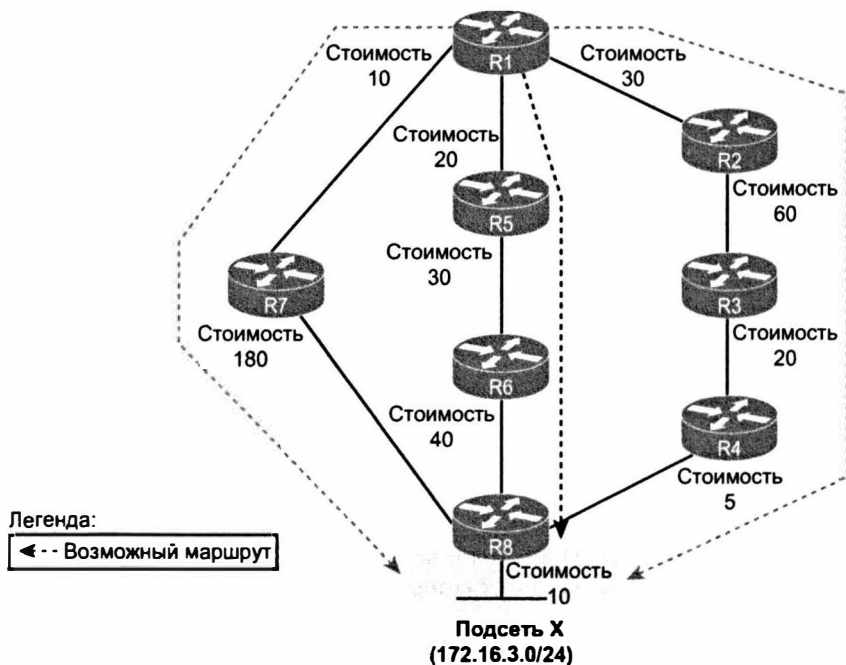 R1
Стоимость
10
Стоимость
30
Стоимость
20
R2
Стоимость
60
R5
Стоимость
30
R7
Стоимость
180
R3
Стоимость
20
R6
Стоимость
40
R4
Стоимость
5
Легенда:
Возможный маршрут
R8
Стоимость
10
Подсеть X
(172.16.3.0/24)